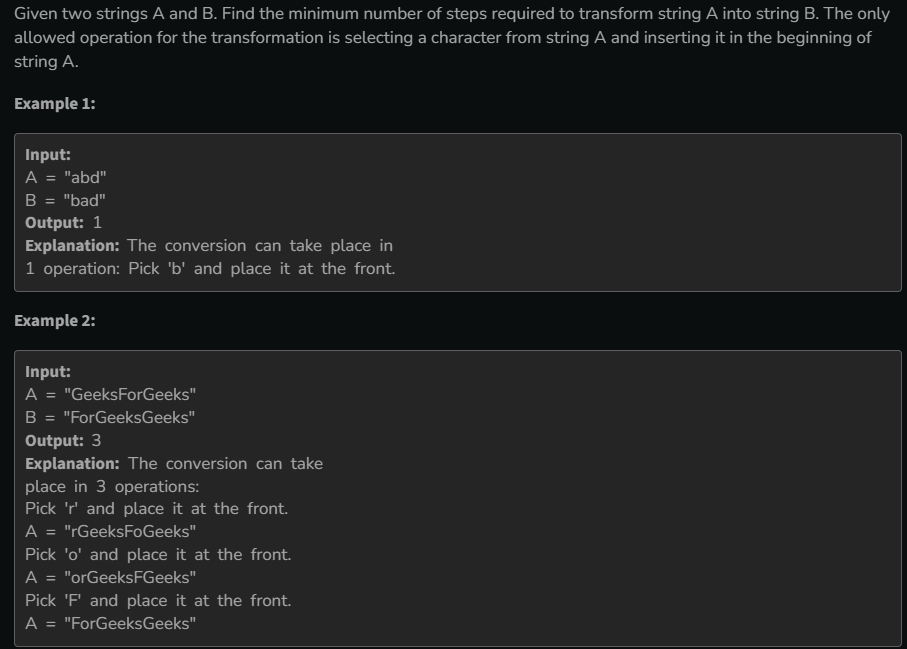 Given two strings A and B. Find the minimum number of steps required to transform string A into string B. The only
allowed operation for the transformation is selecting a character from string A and inserting it in the beginning of
string A.
Example 1:
Input:
A = "abd"
B = "bad"
Output: 1
Explanation: The conversion can take place in
1 operation: Pick 'b' and place it at the front.
Example 2:
Input:
A = "GeeksForGeeks"
B = "ForGeeksGeeks"
Output: 3
Explanation: The conversion can take
place in 3 operations:
Pick 'r' and place it at the front.
A = "rGeeksFoGeeks"
Pick 'o' and place it at the front.
A = "orGeeksFGeeks"
Pick 'F' and place it at the front.
A = "ForGeeksGeeks"